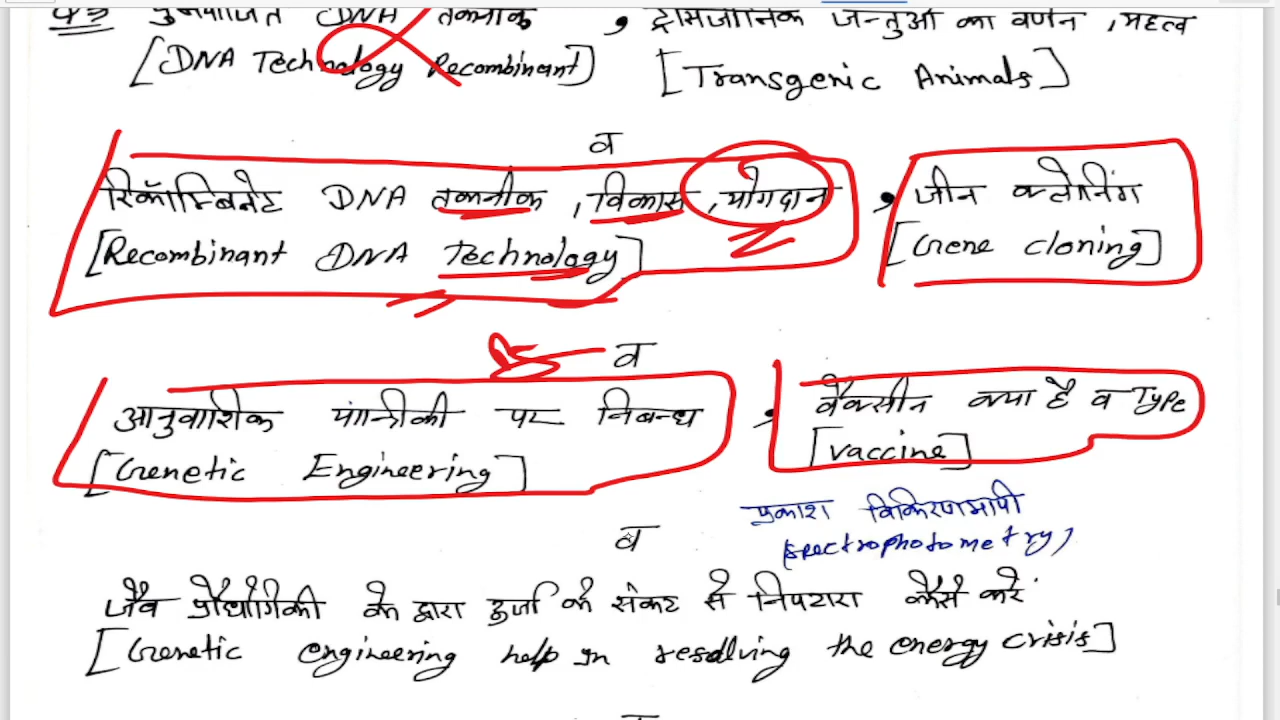 DNA तकनीक , ट्रांसजेनिक जन्तुओं का वर्णन , महत्व
[DNA Technology Recombinant] [Transgenic Animals]
व
रिकॉम्बिनेंट DNA तकनीक , विकास , योगदान , जीन क्लोनिंग
[Recombinant DNA Technology] [Gene cloning]
व
आनुवांशिक यांन्त्रिकी पर निबन्ध , वैक्सीन क्या है व Type
[Genetic Engineering] [vaccine]
प्रकाश विकिरणमापी
(spectrophotometry)
व
जैव प्रौद्योगिकी के द्वारा ऊर्जा के संकट से निपटारा कैसे करें
[Genetic engineering help in resolving the energy crisis]